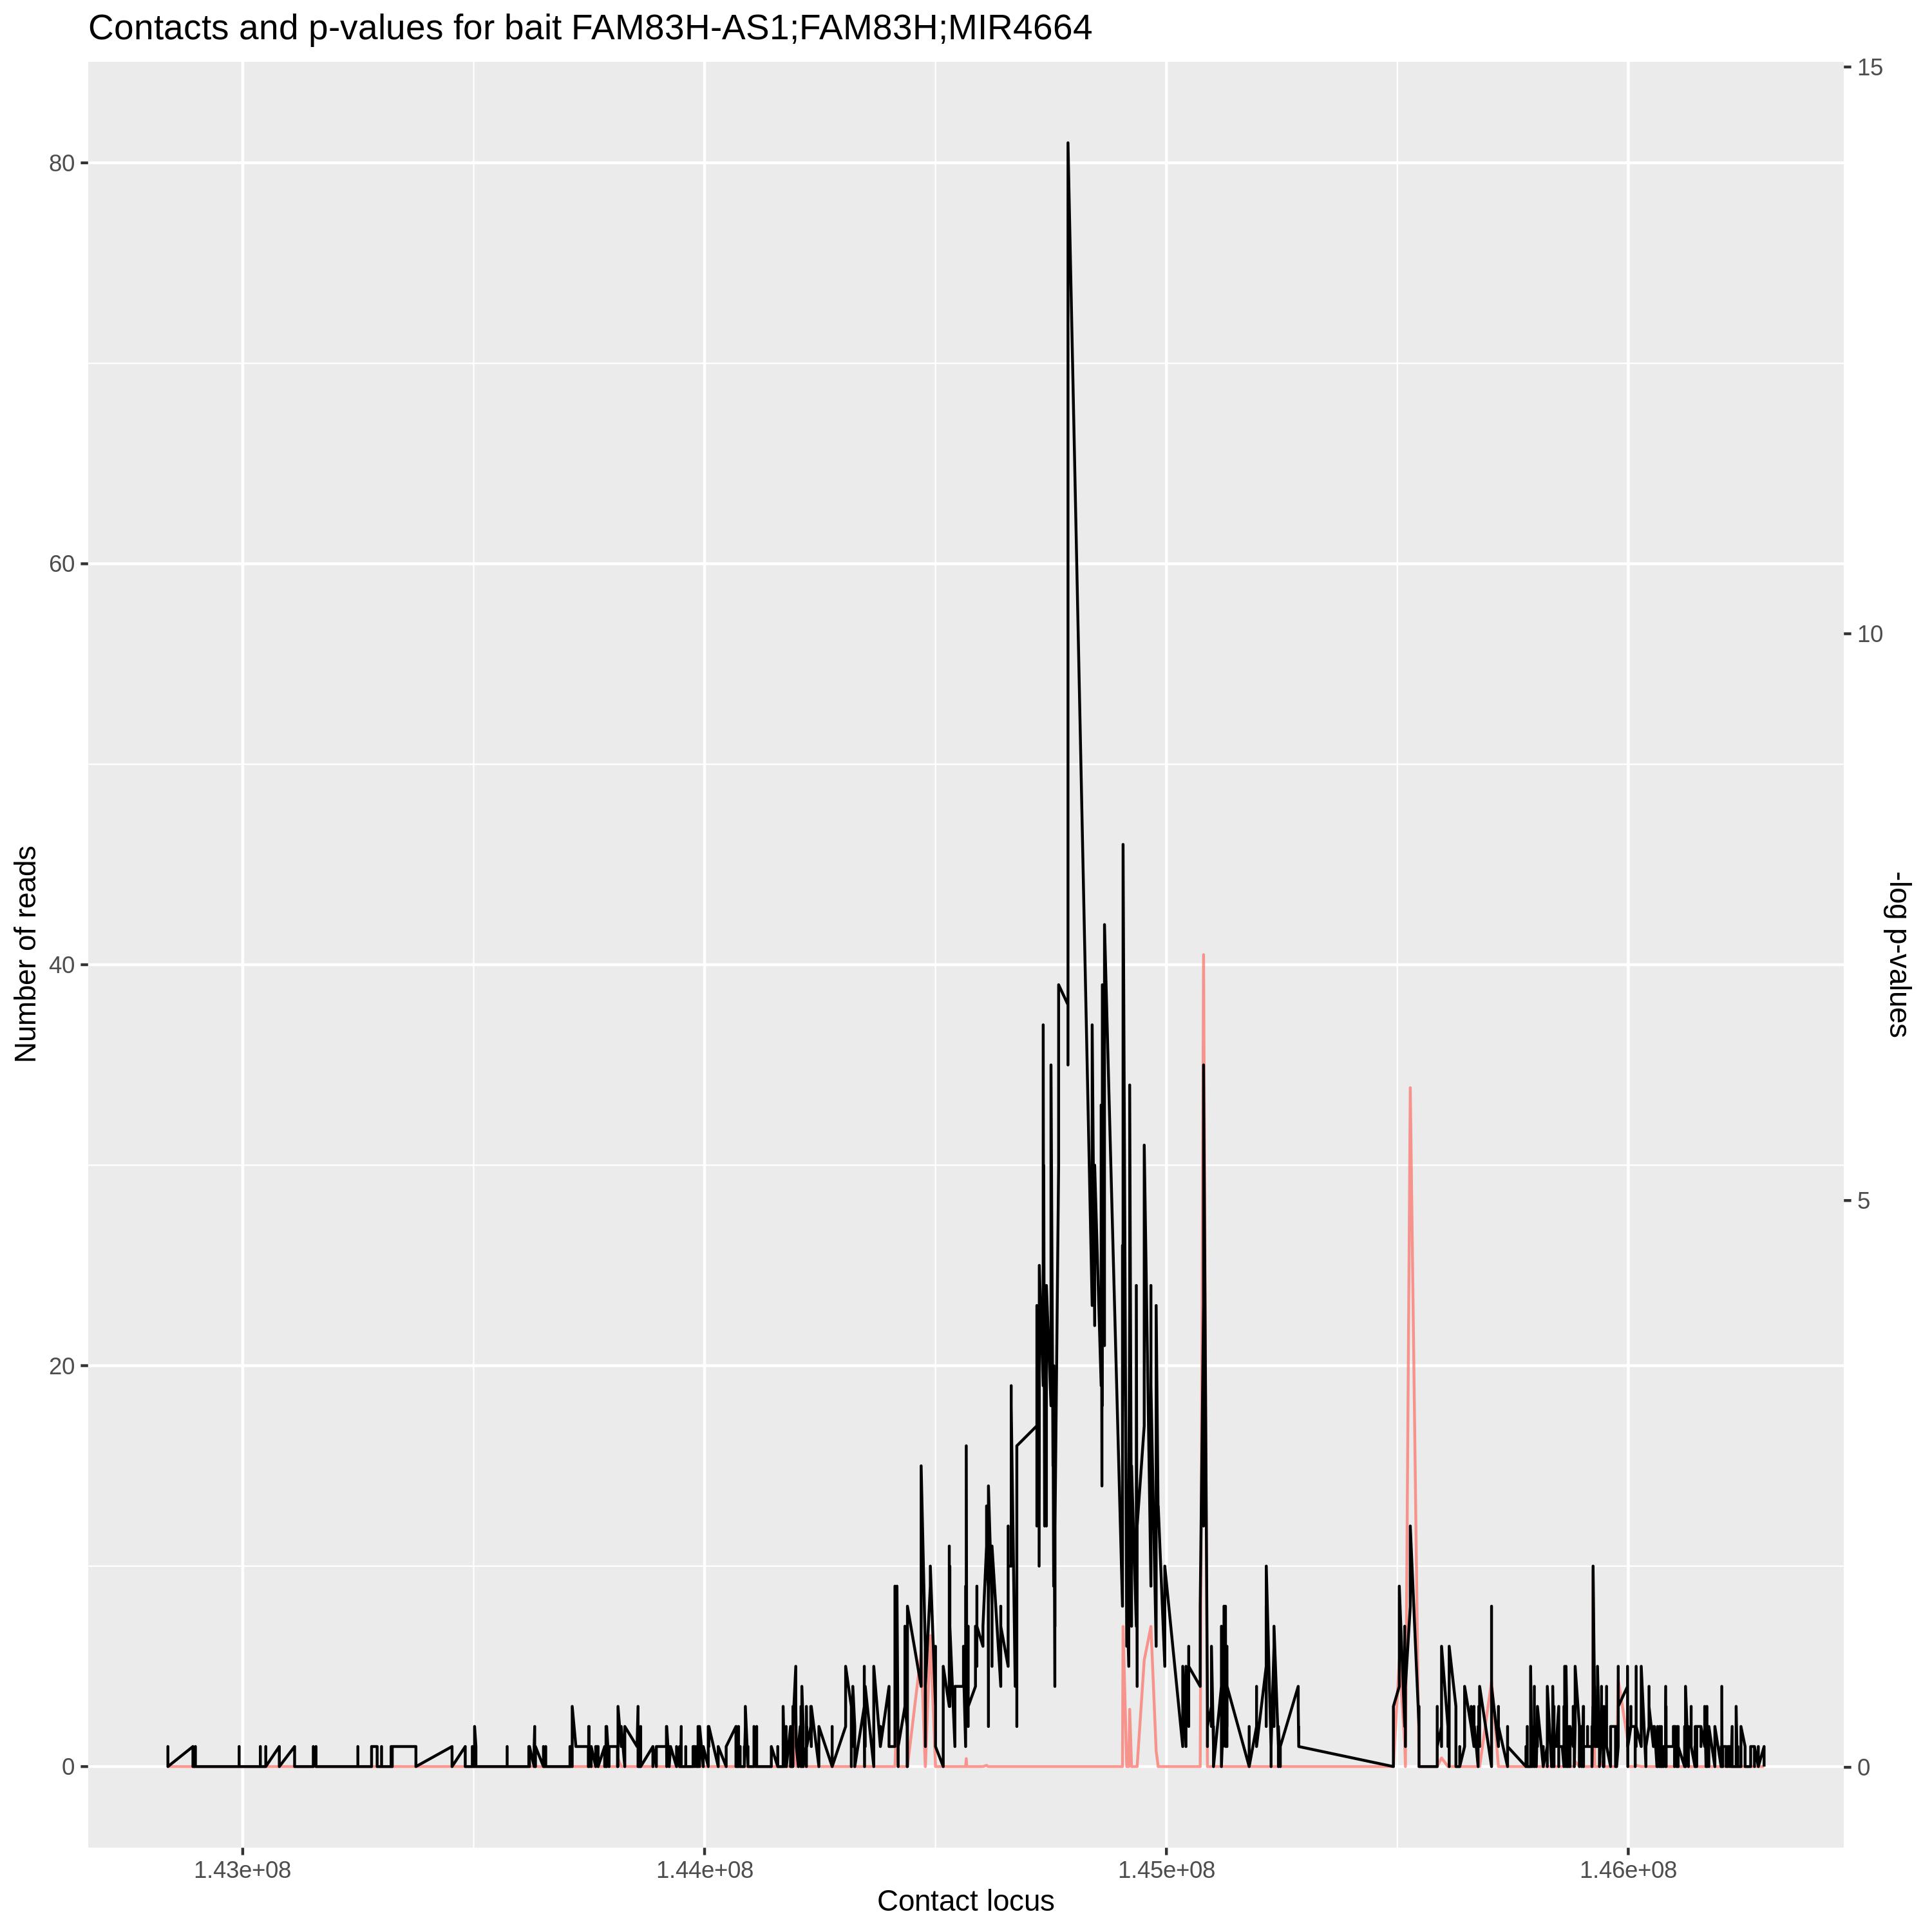 Contacts and p-values for bait FAM83H-AS1;FAM83H;MIR4664
15
80
60
10
Number of reads
-log p-values
40
5
20
0
0
1.43e+08
1.44e+08
1.45e+08
1.46e+08
Contact locus